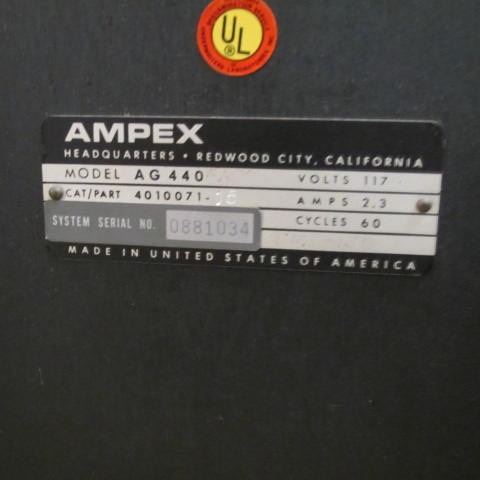 UL
®
AMPEX
HEADQUARTERS • REDWOOD CITY, CALIFORNIA
MODEL AG 440 VOLTS 117
CAT/PART 4010071- AMPS 2.3
SYSTEM SERIAL NO. 0881034 CYCLES 60
MADE IN UNITED STATES OF AMERICA